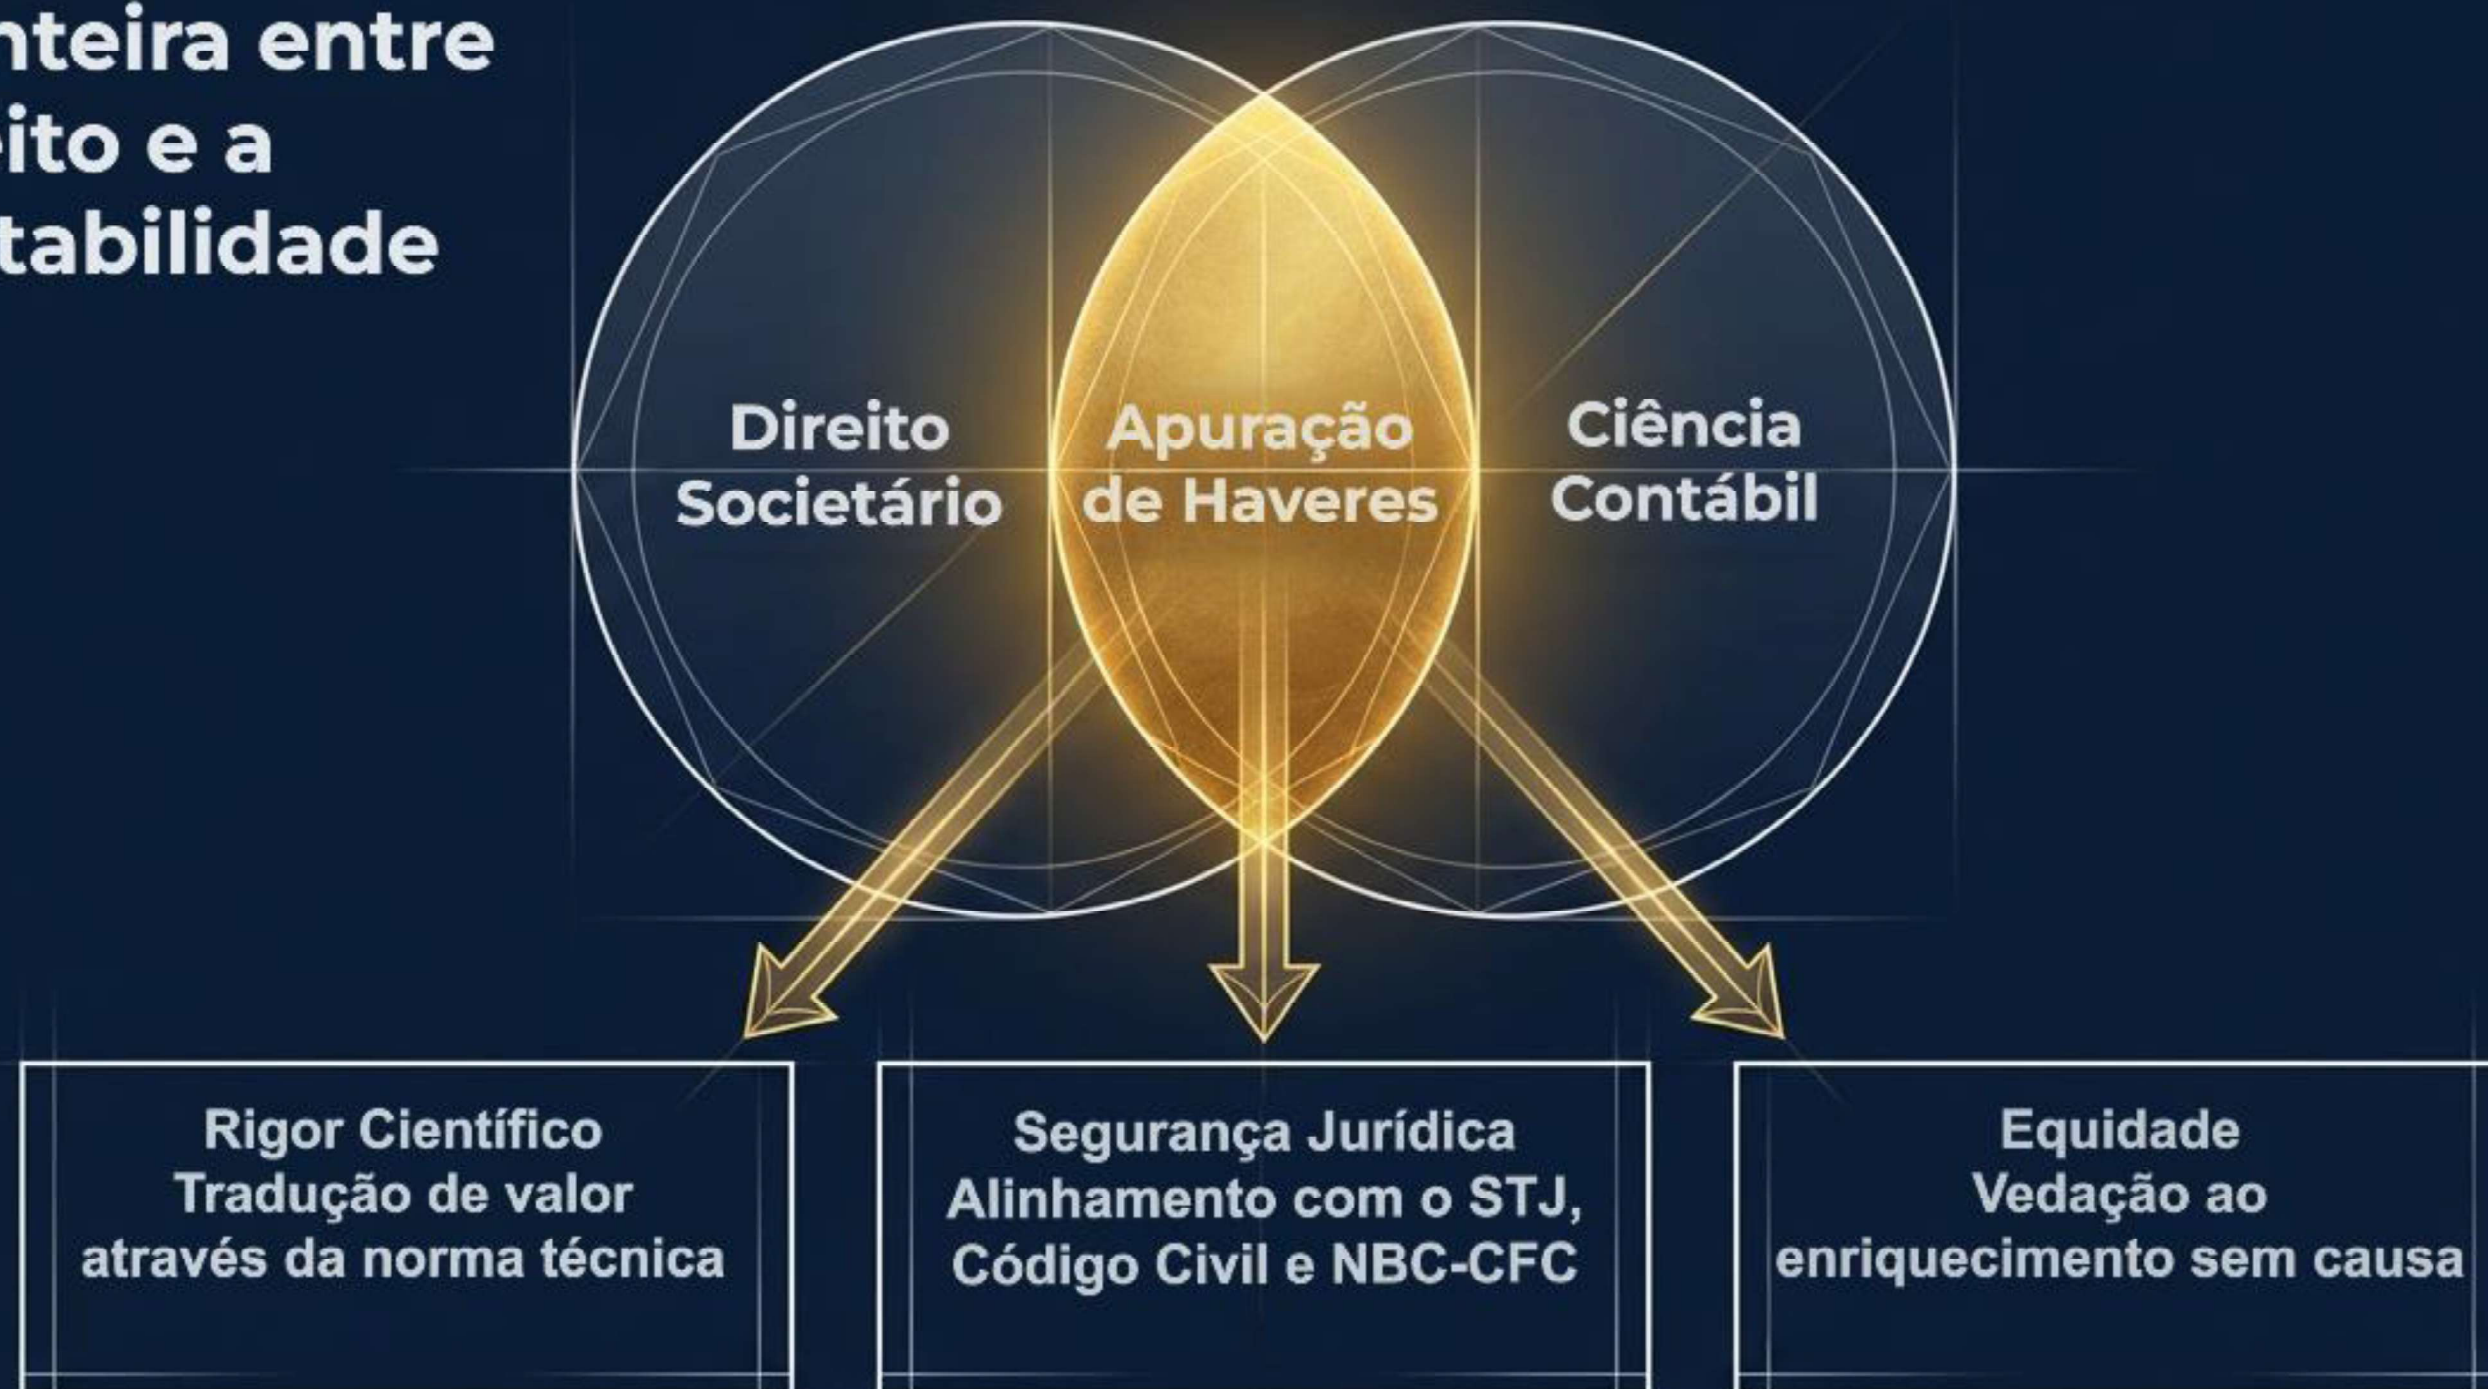 nteira entre
ito e a
tabilidade
Direito
Societário
Apuração
de Haveres
Ciência
Contábil
Rigor Científico
Tradução de valor
através da norma técnica
Segurança Jurídica
Alinhamento com o STJ,
Código Civil e NBC-CFC
Equidade
Vedação ao
enriquecimento sem causa